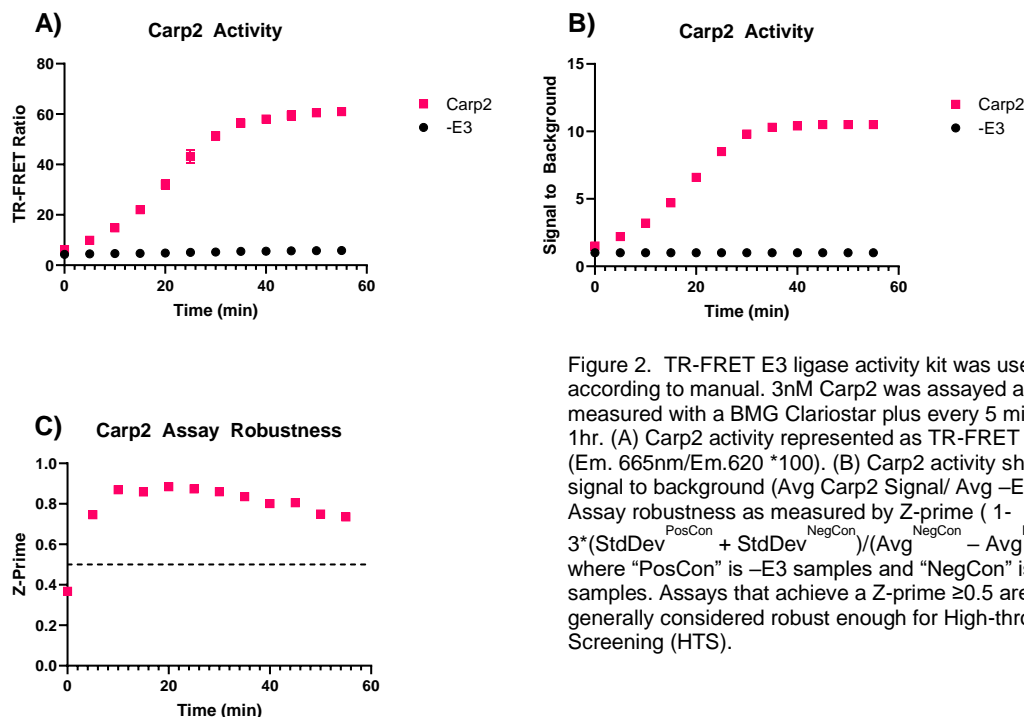 A)
Carp2 Activity
80
60
40
20
0
TR-FRET Ratio
0 20 40 60
Time (min)
Carp2
-E3
B)
Carp2 Activity
15
10
5
0
Signal to Background
0 20 40 60
Time (min)
Carp2
-E3
C)
Carp2 Assay Robustness
1.0
0.8
0.6
0.4
0.2
0.0
Z-Prime
0 20 40 60
Time (min)
Figure 2. TR-FRET E3 ligase activity kit was
according to manual. 3nM Carp2 was assayed
measured with a BMG Clariostar plus every 5
1hr. (A) Carp2 activity represented as TR-FRET
(Em. 665nm/Em.620 *100). (B) Carp2 activity
signal to background (Avg Carp2 Signal/ Avg
Assay robustness as measured by Z-prime ( 1-
3*(StdDev^PosCon + StdDev^NegCon)/(Avg^NegCon –
where “PosCon” is –E3 samples and “NegCon”
samples. Assays that achieve a Z-prime ≥0.5 are
generally considered robust enough for
Screening (HTS).